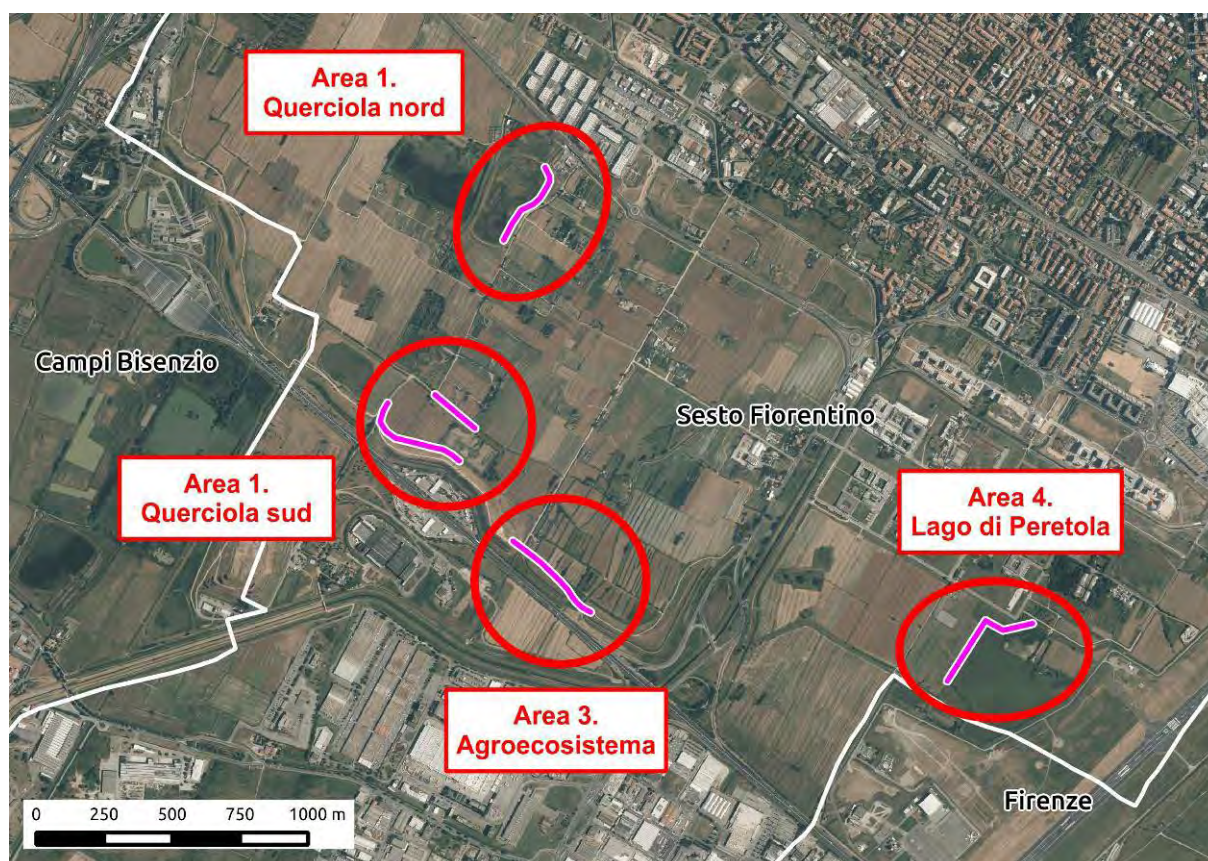 Area 1.
Querciola nord
Campi Bisenzio
Sesto Fiorentino
Area 1.
Querciola sud
Area 4.
Lago di Peretola
Area 3.
Agroecosistema
Firenze
0 250 500 750 1000 m